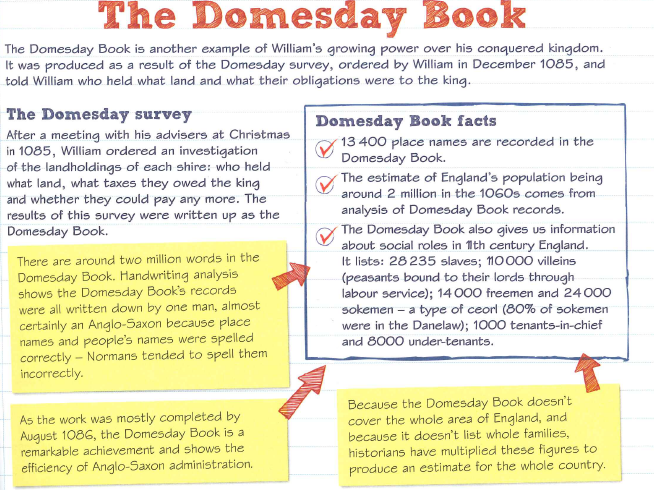 The Domesday Book
The Domesday Book is another example of William's growing power over his conquered kingdom.
It was produced as a result of the Domesday survey, ordered by William in December 1085, and
told William who held what land and what their obligations were to the king.
The Domesday survey
After a meeting with his advisers at Christmas
in 1085, William ordered an investigation
of the landholdings of each shire: who held
what land, what taxes they owed the king
and whether they could pay any more. The
results of this survey were written up as the
Domesday Book.
There are around two million words in the
Domesday Book. Handwriting analysis
shows the Domesday Book's records
were all written down by one man, almost
certainly an Anglo-Saxon because place
names and people's names were spelled
correctly – Normans tended to spell them
incorrectly.
As the work was mostly completed by
August 1086, the Domesday Book is a
remarkable achievement and shows the
efficiency of Anglo-Saxon administration.
Domesday Book facts
13 400 place names are recorded in the
Domesday Book.
The estimate of England's population being
around 2 million in the 1060s comes from
analysis of Domesday Book records.
The Domesday Book also gives us information
about social roles in 11th century England.
It lists: 28 235 slaves; 110 000 villeins
(peasants bound to their lords through
labour service); 14 000 freemen and 24 000
sokemen – a type of ceorl (80% of sokemen
were in the Danelaw); 1000 tenants-in-chief
and 8000 under-tenants.
Because the Domesday Book doesn't
cover the whole area of England, and
because it doesn't list whole families,
historians have multiplied these figures to
produce an estimate for the whole country.